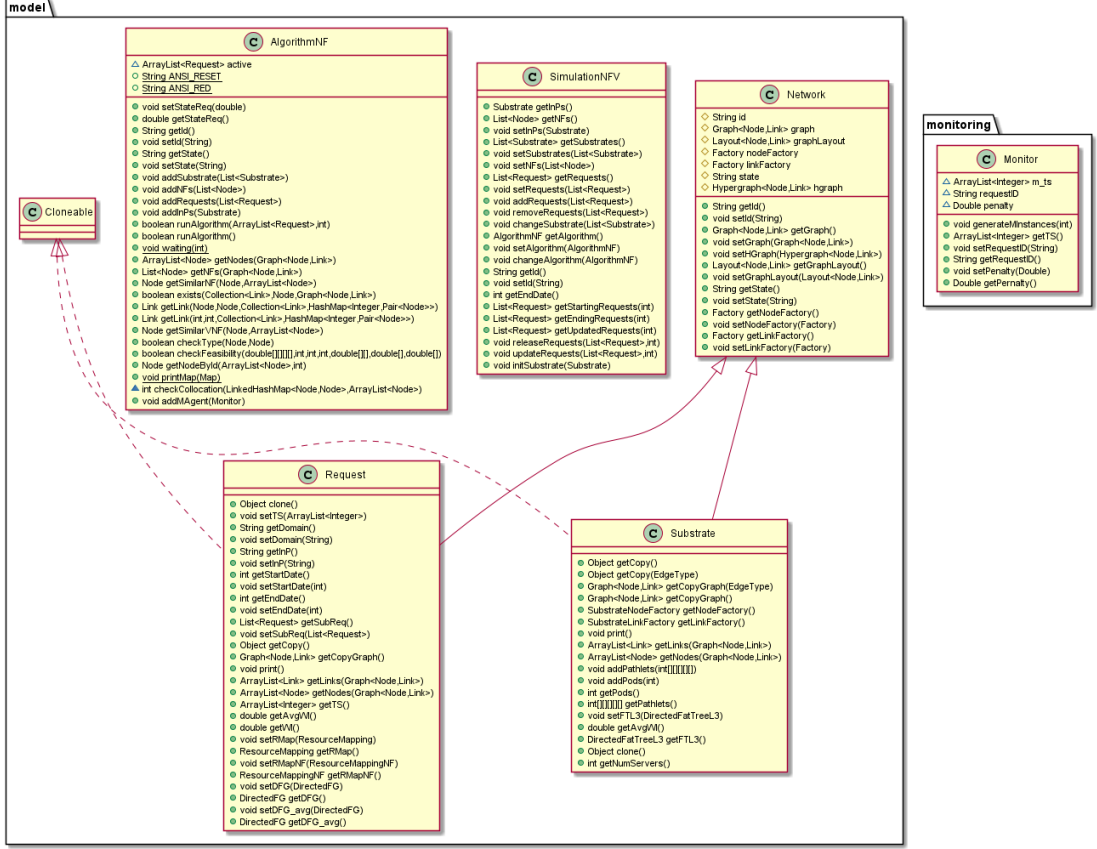 model
C AlgorithmNF
ArrayList<Request> active
String ANSI_RESET
String ANSI_RED
void setStateReq(double)
double getStateReq()
String getId()
void setId(String)
String getState()
void setState(String)
void addSubstrate(List<Substrate>)
void addNFs(List<Node>)
void addRequests(List<Request>)
void addInPs(Substrate)
boolean runAlgorithm(ArrayList<Request>,int)
boolean runAlgorithm()
void waiting(int)
ArrayList<Node> getNodes(Graph<Node,Link>)
List<Node> getNFs(Graph<Node,Link>)
Node getSimilarNF(Node,ArrayList<Node>)
boolean exists(Collection<Link>,Node,Graph<Node,Link>)
Link getLink(Node,Node,Collection<Link>,HashMap<Integer,Pair<Node>>)
Link getLink(int,int,Collection<Link>,HashMap<Integer,Pair<Node>>)
Node getSimilarVNF(Node,ArrayList<Node>)
boolean checkType(Node,Node)
boolean checkFeasibility(double[][][][],int,int,int,double[][],double[],double[])
Node getNodeById(ArrayList<Node>,int)
void printMap(Map)
int checkCollocation(LinkedHashMap<Node,Node>,ArrayList<Node>)
void addMAgent(Monitor)
C SimulationNFV
Substrate getInPs()
List<Node> getNFs()
void setInPs(Substrate)
List<Substrate> getSubstrates()
void setSubstrates(List<Substrate>)
void setNFs(List<Node>)
List<Request> getRequests()
void setRequests(List<Request>)
void addRequests(List<Request>)
void removeRequests(List<Request>)
void changeSubstrate(List<Substrate>)
AlgorithmNF getAlgorithm()
void setAlgorithm(AlgorithmNF)
void changeAlgorithm(AlgorithmNF)
String getId()
void setId(String)
int getEndDate()
List<Request> getStartingRequests(int)
List<Request> getEndingRequests(int)
List<Request> getUpdatedRequests(int)
void releaseRequests(List<Request>,int)
void updateRequests(List<Request>,int)
void initSubstrate(Substrate)
C Network
String id
Graph<Node,Link> graph
Layout<Node,Link> graphLayout
Factory nodeFactory
Factory linkFactory
String state
Hypergraph<Node,Link> hgraph
String getId()
void setId(String)
Graph<Node,Link> getGraph()
void setGraph(Graph<Node,Link>)
void setHGraph(Hypergraph<Node,Link>)
Layout<Node,Link> getGraphLayout()
void setGraphLayout(Layout<Node,Link>)
String getState()
void setState(String)
Factory getNodeFactory()
void setNodeFactory(Factory)
Factory getLinkFactory()
void setLinkFactory(Factory)
monitoring
C Monitor
ArrayList<Integer> m_ts
String requestID
Double penalty
void generateMInstances(int)
ArrayList<Integer> getTS()
void setRequestID(String)
String getRequestID()
void setPenalty(Double)
Double getPernalty()
C Cloneable
C Request
Object clone()
void setTS(ArrayList<Integer>)
String getDomain()
void setDomain(String)
String getInP()
void setInP(String)
int getStartDate()
void setStartDate(int)
int getEndDate()
void setEndDate(int)
List<Request> getSubReq()
void setSubReq(List<Request>)
Object getCopy()
Graph<Node,Link> getCopyGraph()
void print()
ArrayList<Link> getLinks(Graph<Node,Link>)
ArrayList<Node> getNodes(Graph<Node,Link>)
ArrayList<Integer> getTS()
double getAvgWl()
double getWl()
void setRMap(ResourceMapping)
ResourceMapping getRMap()
void setRMapNF(ResourceMappingNF)
ResourceMappingNF getRMapNF()
void setDFG(DirectedFG)
DirectedFG getDFG()
void setDFG_avg(DirectedFG)
DirectedFG getDFG_avg()
C Substrate
Object getCopy()
Object getCopy(EdgeType)
Graph<Node,Link> getCopyGraph(EdgeType)
Graph<Node,Link> getCopyGraph()
SubstrateNodeFactory getNodeFactory()
SubstrateLinkFactory getLinkFactory()
void print()
ArrayList<Link> getLinks(Graph<Node,Link>)
ArrayList<Node> getNodes(Graph<Node,Link>)
void addPathlets(int[][][][][])
void addPods(int)
int getPods()
int[][][][][] getPathlets()
void setFTL3(DirectedFatTreeL3)
double getAvgWl()
DirectedFatTreeL3 getFTL3()
Object clone()
int getNumServers()